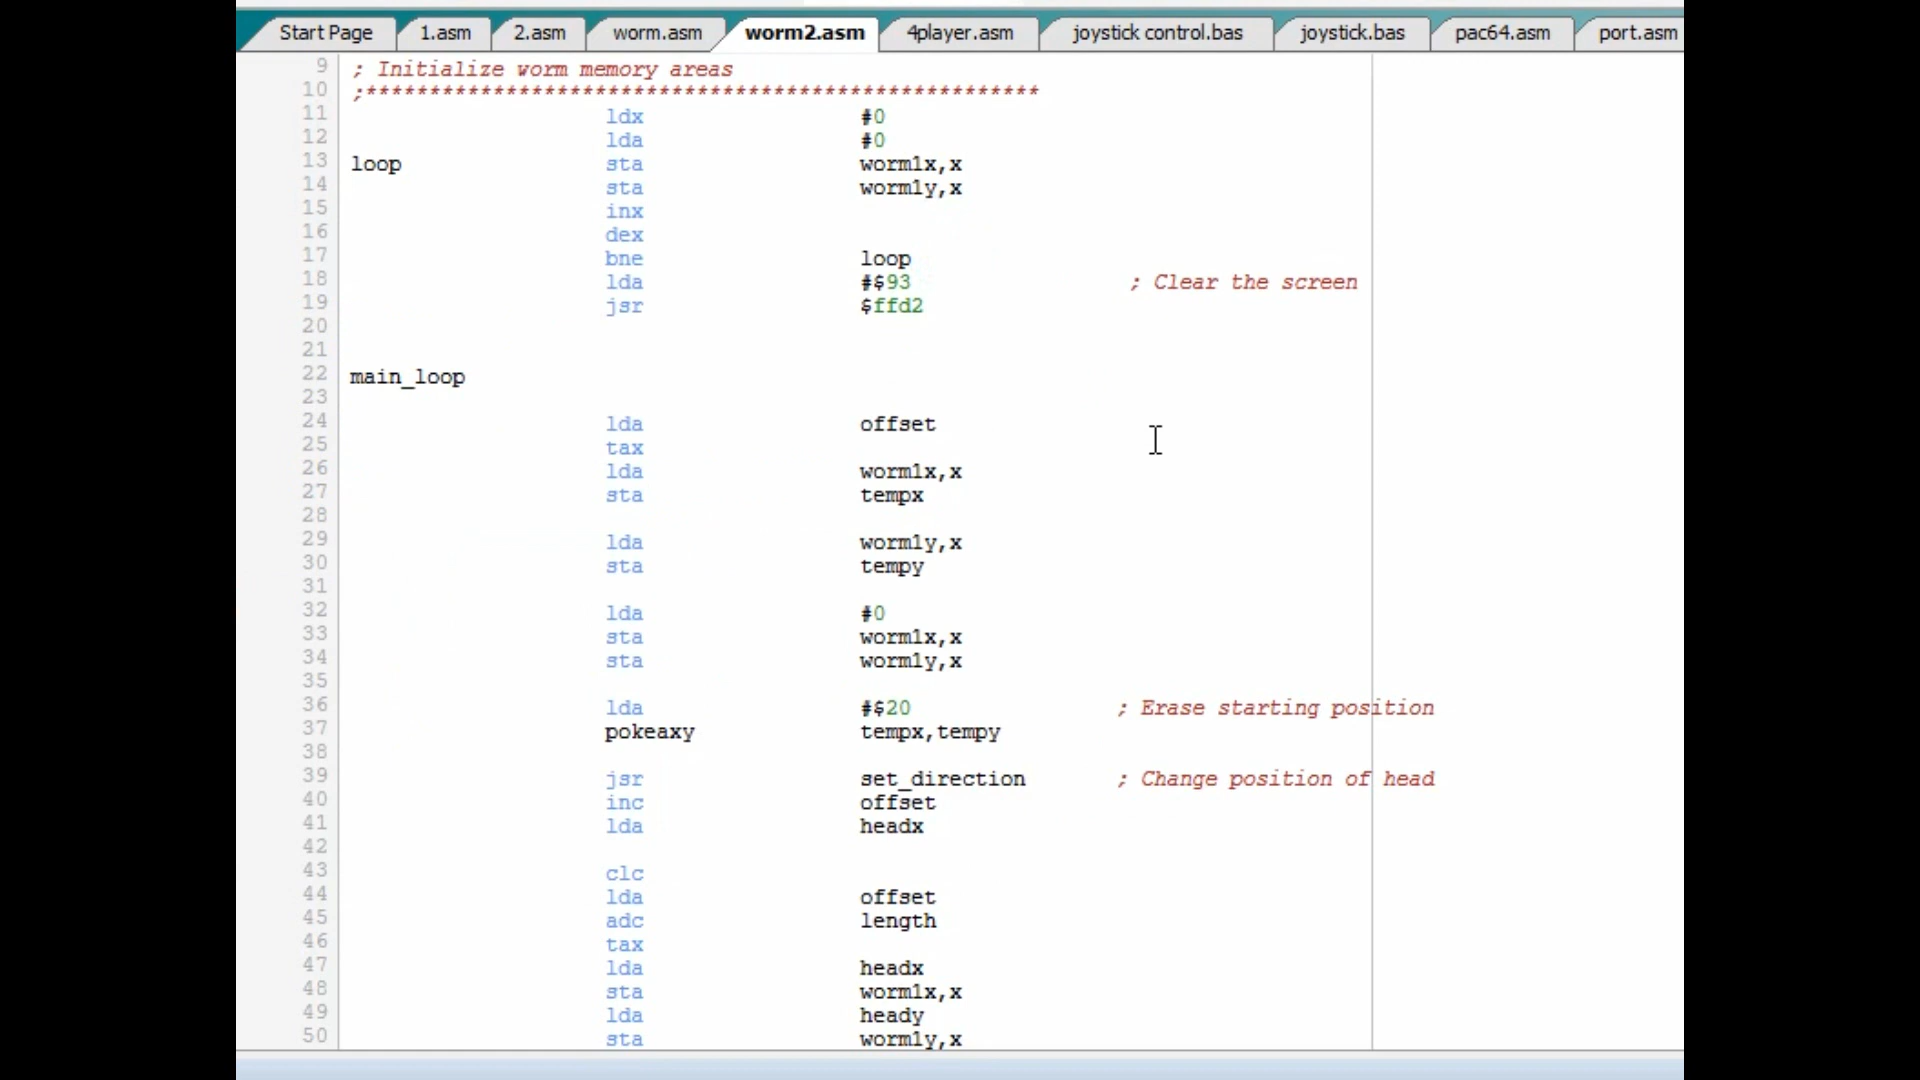 Start Page 1.asm 2.asm worm.asm worm2.asm 4player.asm joystick control.bas joystick.bas pac64.asm port.asm
9 ; Initialize worm memory areas
10 ;*****************************************************
11 ldx #0
12 lda #0
13 loop sta worm1x,x
14 sta worm1y,x
15 inx
16 dex
17 bne loop
18 lda #$93 ; Clear the screen
19 jsr $ffd2
20
21
22 main_loop
23
24 lda offset
25 tax
26 lda worm1x,x
27 sta tempx
28
29 lda worm1y,x
30 sta tempy
31
32 lda #0
33 sta worm1x,x
34 sta worm1y,x
35
36 lda #$20 ; Erase starting position
37 pokeaxy tempx,tempy
38
39 jsr set_direction ; Change position of head
40 inc offset
41 lda headx
42
43 clc
44 lda offset
45 adc length
46 tax
47 lda headx
48 sta worm1x,x
49 lda heady
50 sta worm1y,x